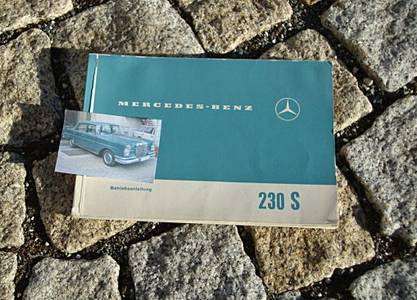 MERCEDES-BENZ
Betriebsanleitung
230 S